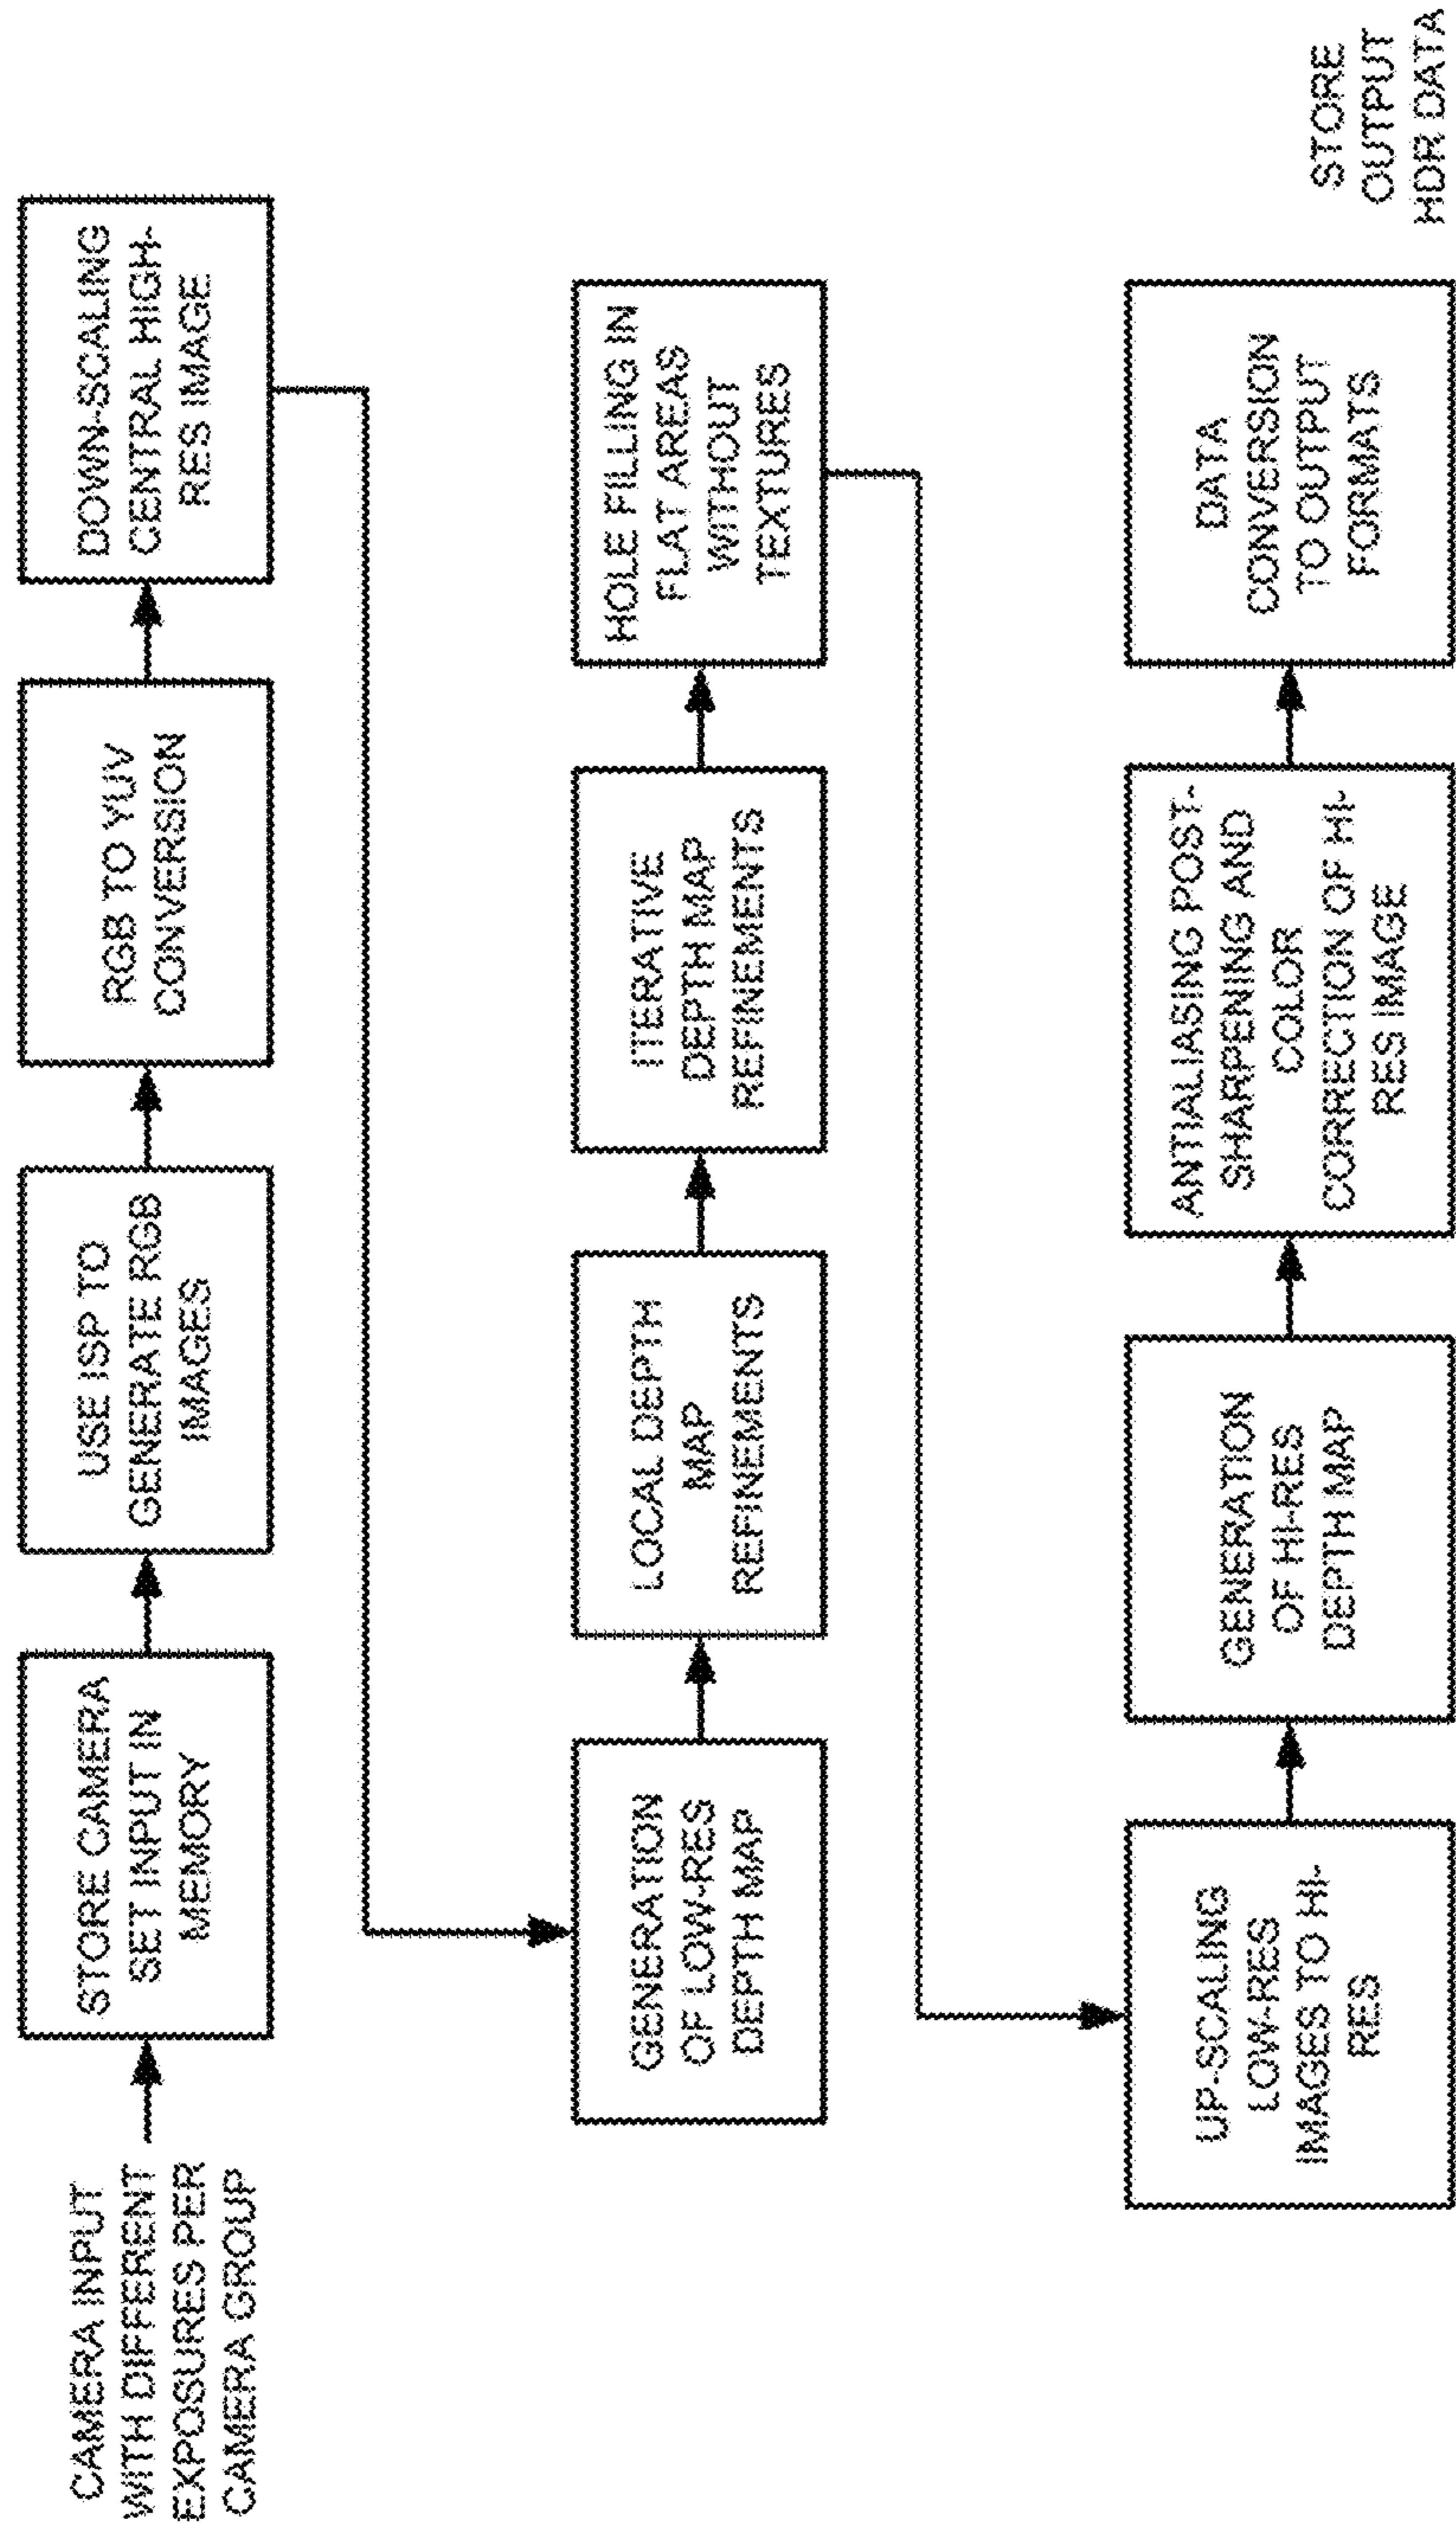 CAMERA INPUT
WITH DIFFERENT
EXPOSURES PER
CAMERA GROUP
STORE CAMERA
SET INPUT IN
MEMORY
USE ISP TO
GENERATE RGB
IMAGES
RGB TO YUV
CONVERSION
DOWN-SCALING
CENTRAL HIGH-
RES IMAGE
GENERATION
OF LOW-RES
DEPTH MAP
LOCAL DEPTH
MAP
REFINEMENTS
ITERATIVE
DEPTH MAP
REFINEMENTS
HOLE FILLING IN
FLAT AREAS
WITHOUT
TEXTURES
UP-SCALING
LOW-RES
IMAGES TO HI-
RES
GENERATION
OF HI-RES
DEPTH MAP
ANTIALIASING POST-
SHARPENING AND
COLOR
CORRECTION OF HI-
RES IMAGE
DATA
CONVERSION
TO OUTPUT
FORMATS
STORE
OUTPUT
HDR DATA